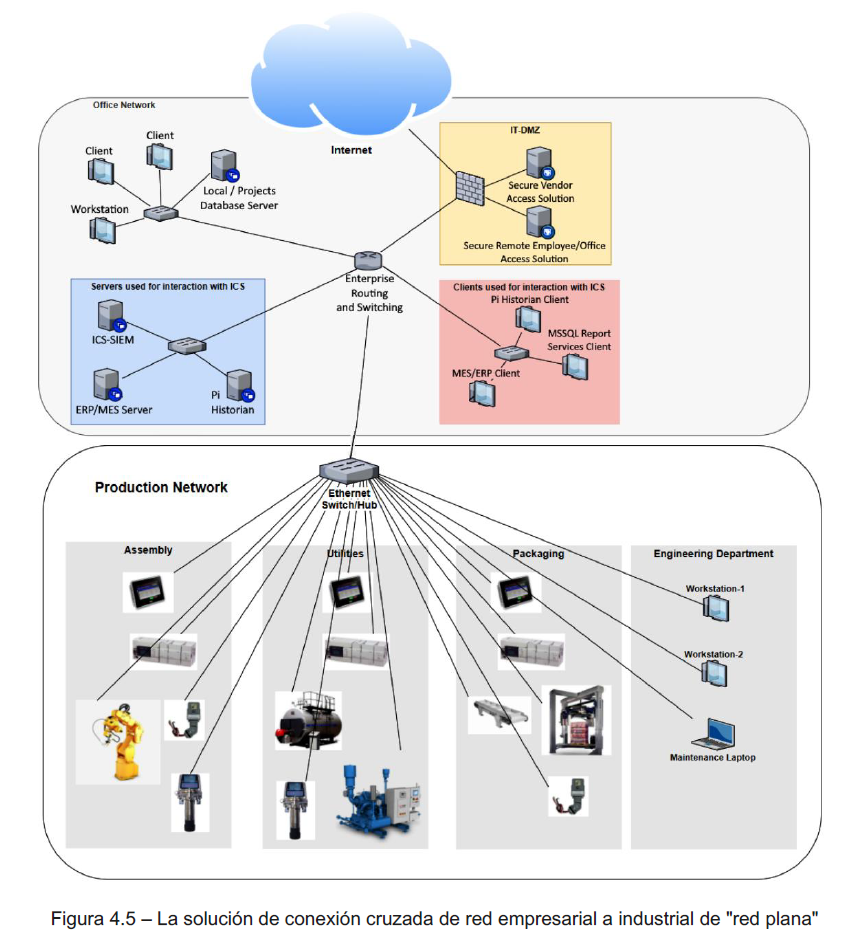 Office Network
Internet
Client
Client
Workstation
Local / Projects
Database Server
IT-DMZ
Secure Vendor
Access Solution
Secure Remote Employee/Office
Access Solution
Enterprise
Routing
and Switching
Servers used for interaction with ICS
ICS-SIEM
ERP/MES Server
Pi
Historian
Clients used for interaction with ICS
Pi Historian Client
MSSQL Report
Services Client
MES/ERP Client
Production Network
Ethernet
Switch/Hub
Assembly
Utilities
Packaging
Engineering Department
Workstation-1
Workstation-2
Maintenance Laptop
Figura 4.5 – La solución de conexión cruzada de red empresarial a industrial de "red plana"